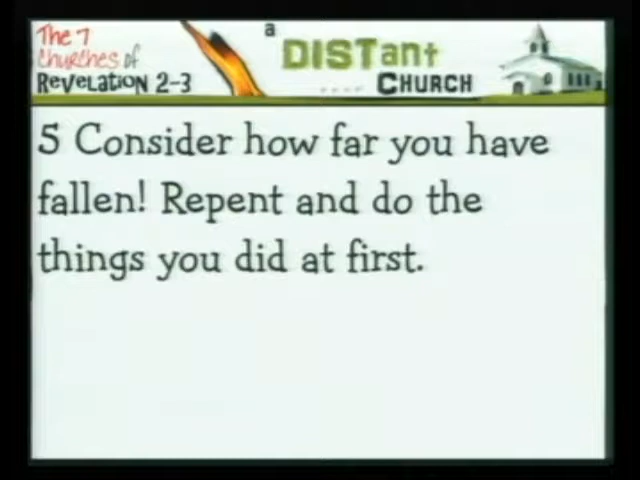 The 7
Churches of
Revelation 2-3
a
DISTant
.... Church
5 Consider how far you have
fallen! Repent and do the
things you did at first.